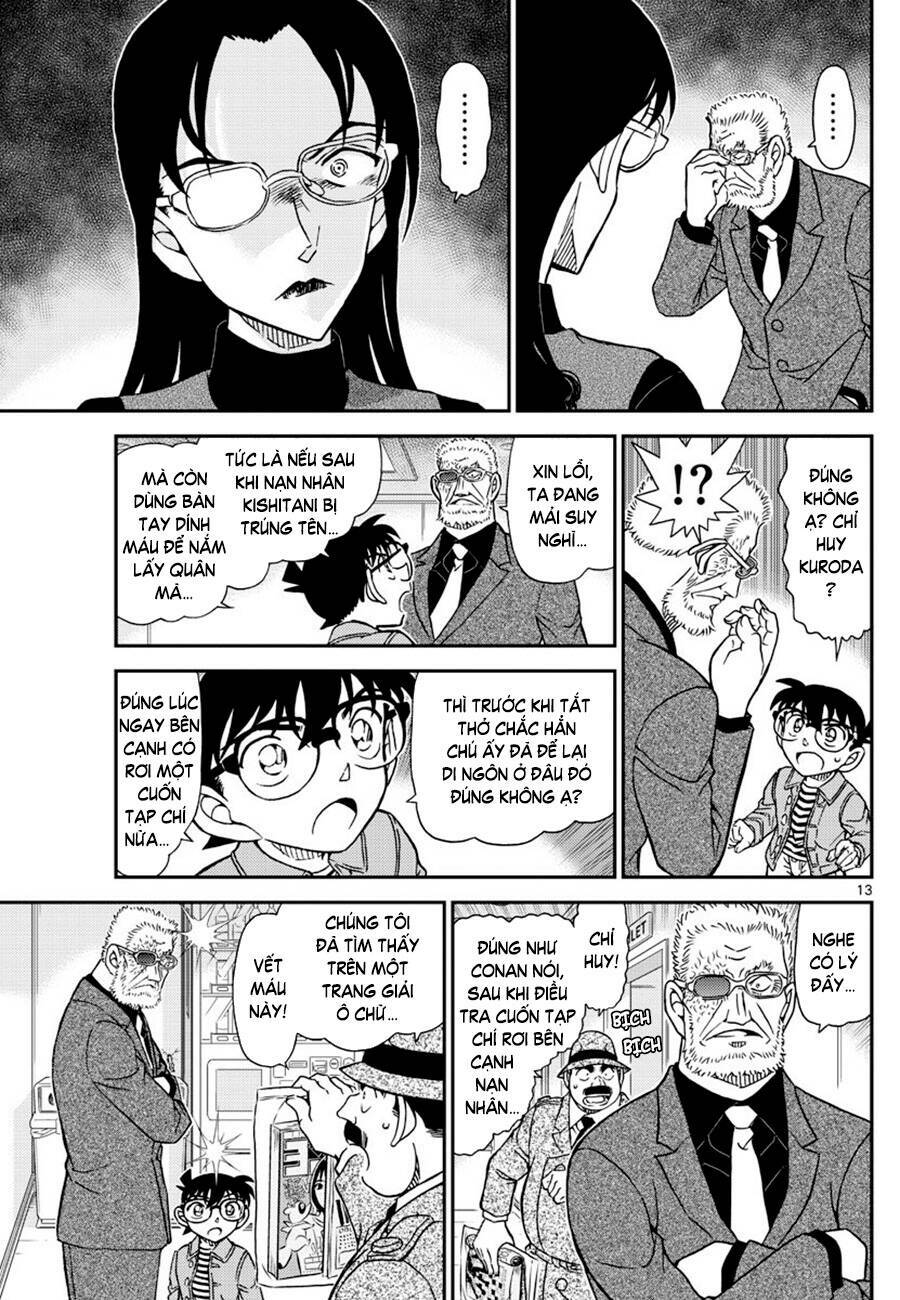 ......
......
ĐÚNG
KHÔNG
Ạ? CHỈ
HUY
KURODA
?
!?
XIN LỖI,
TA ĐANG
MẢI SUY
NGHĨ...
TỨC LÀ NẾU SAU
KHI NẠN NHÂN
KISHITANI BỊ
TRÚNG TÊN...
MÀ CÒN
DÙNG BÀN
TAY DÍNH
MÁU ĐỂ NẮM
LẤY QUÂN
MÃ...
THÌ TRƯỚC KHI TẮT
THỞ CHẮC HẲN
CHÚ ẤY ĐÃ ĐỂ LẠI
DI NGÔN Ở ĐÂU ĐÓ
ĐÚNG KHÔNG Ạ?
ĐÚNG LÚC
NGAY BÊN
CẠNH CÓ
RƠI MỘT
CUỐN
TẠP CHÍ
NỮA...
13
NGHE
CÓ LÝ
ĐẤY...
CHỈ
HUY!
BỊCH
BỊCH
ĐÚNG NHƯ
CONAN NÓI,
SAU KHI ĐIỀU
TRA CUỐN TẠP
CHÍ RƠI BÊN
CẠNH
NẠN
NHÂN...
CHÚNG TÔI
ĐÃ TÌM THẤY
TRÊN MỘT
TRANG GIẢI
Ô CHỮ...
VẾT
MÁU
NÀY!